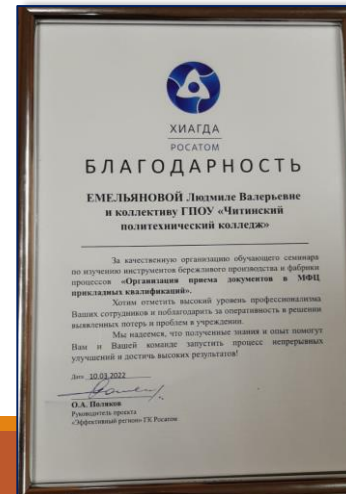 ХИАГДА
РОСАТОМ
БЛАГОДАРНОСТЬ
ЕМЕЛЬЯНОВОЙ Людмиле Валерьевне
и коллективу ГПОУ «Читинский
политехнический колледж»
За качественную организацию обучающего семинара
по изучению инструментов бережливого производства и фабрики
процессов «Организация приема документов в МФЦ
прикладных квалификаций».
Хотим отметить высокий уровень профессионализма
Ваших сотрудников и поблагодарить за оперативность в решении
выявленных потерь и проблем в учреждении.
Мы надеемся, что полученные знания и опыт помогут
Вам и Вашей команде запустить процесс непрерывных
улучшений и достичь высоких результатов!
Дата 10.03.2022
О.А. Поляков
Руководитель проекта
«Эффективный регион» ГК Росатом